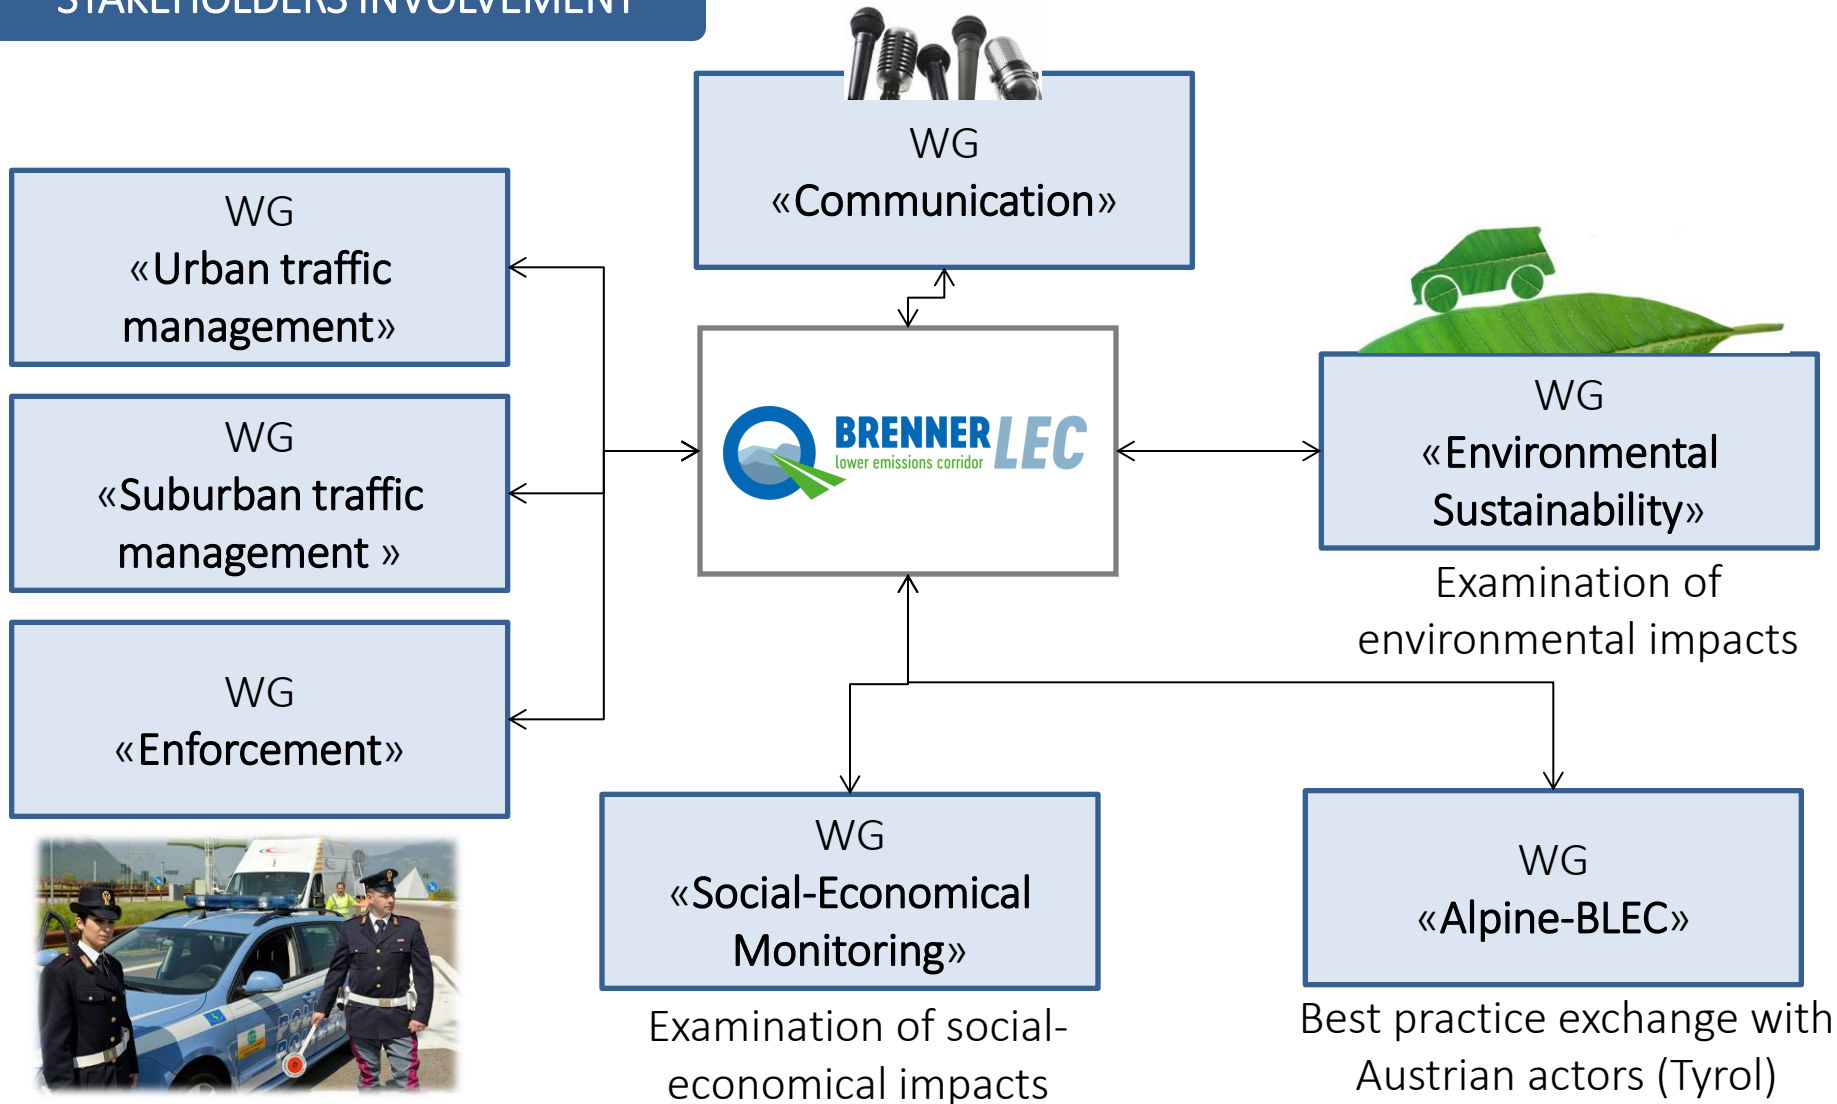 STAKEHOLDERS INVOLVEMENT
WG
«Communication»
WG
«Urban traffic
management»
WG
«Suburban traffic
management »
WG
«Enforcement»
BRENNER LEC
lower emissions corridor
WG
«Environmental
Sustainability»
Examination of
environmental impacts
WG
«Social-Economical
Monitoring»
Examination of social-
economical impacts
WG
«Alpine-BLEC»
Best practice exchange with
Austrian actors (Tyrol)